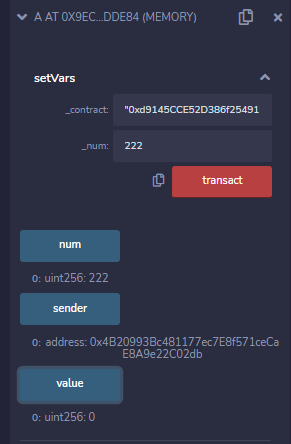 A AT 0X9EC...DDE84 (MEMORY)
setVars
_contract: "0xd9145CCE52D386f25491
_num: 222
transact
num
0: uint256: 222
sender
0: address: 0x4B20993Bc481177ec7E8f571ceCa
E8A9e22C02db
value
0: uint256: 0